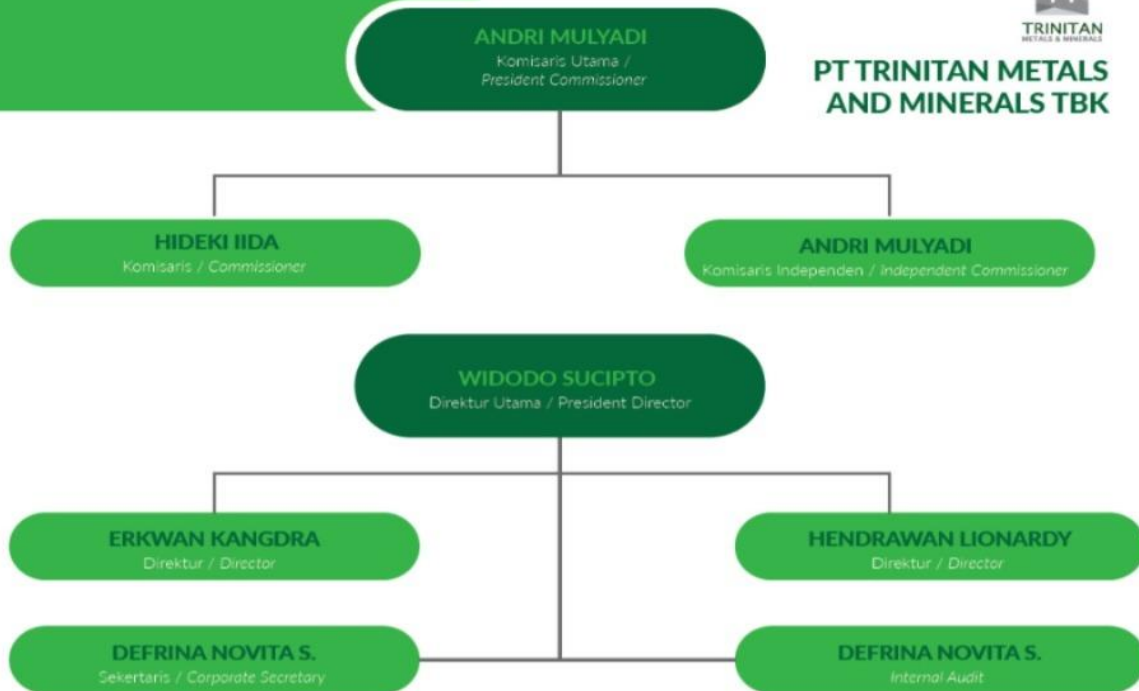 TRINITAN
METALS & MINERALS
PT TRINITAN METALS
AND MINERALS TBK
ANDRI MULYADI
Komisaris Utama /
President Commissioner
HIDEKI IIDA
Komisaris / Commissioner
ANDRI MULYADI
Komisaris Independen / Independent Commissioner
WIDODO SUCIPTO
Direktur Utama / President Director
ERKWAN KANGDRA
Direktur / Director
HENDRAWAN LIONARDY
Direktur / Director
DEFRINA NOVITA S.
Sekertaris / Corporate Secretary
DEFRINA NOVITA S.
Internal Audit